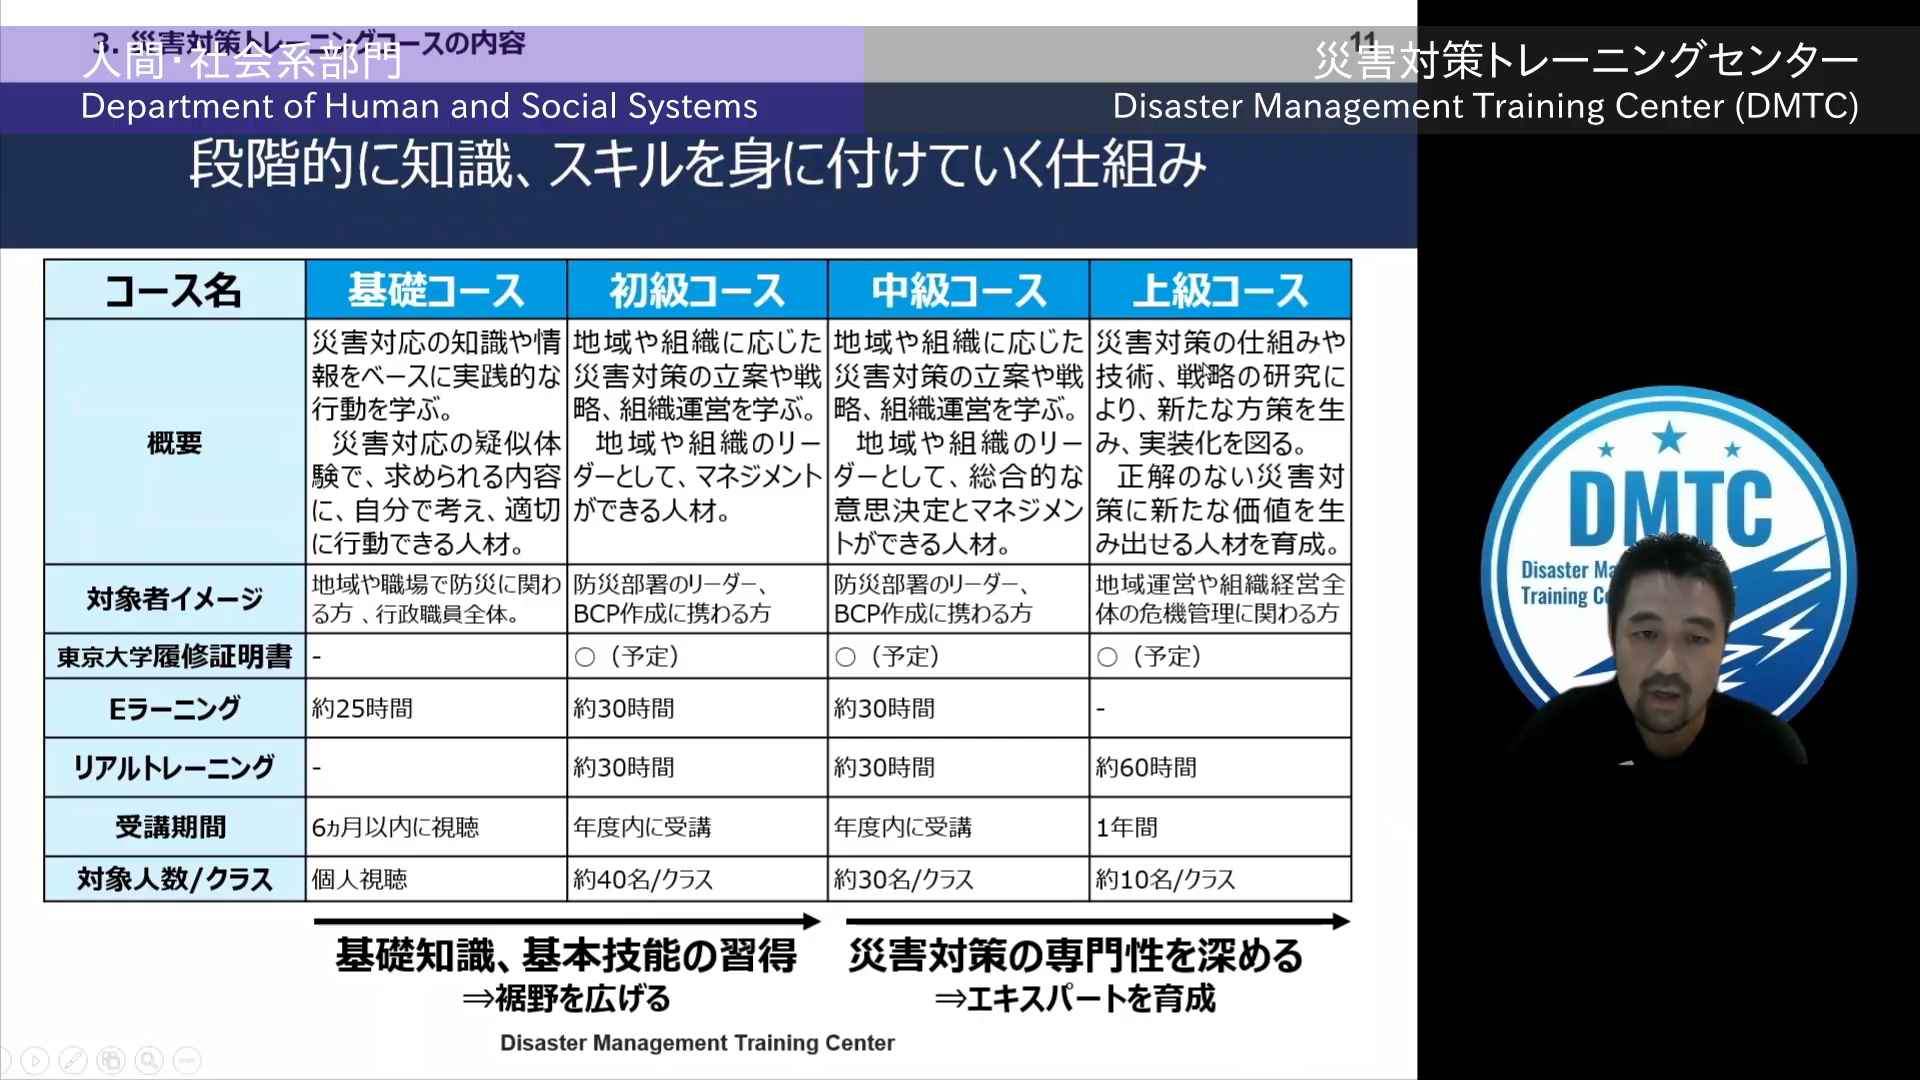 3. 災害対策トレーニングコースの内容
11
人間・社会系部門
Department of Human and Social Systems
災害対策トレーニングセンター
Disaster Management Training Center (DMTC)
段階的に知識、スキルを身に付けていく仕組み
コース名
基礎コース
初級コース
中級コース
上級コース
概要
災害対応の知識や情
報をベースに実践的な
行動を学ぶ。
災害対応の疑似体
験で、求められる内容
に、自分で考え、適切
に行動できる人材。
地域や組織に応じた
災害対策の立案や戦
略、組織運営を学ぶ。
地域や組織のリー
ダーとして、マネジメント
ができる人材。
地域や組織に応じた
災害対策の立案や戦
略、組織運営を学ぶ。
地域や組織のリー
ダーとして、総合的な
意思決定とマネジメン
トができる人材。
災害対策の仕組みや
技術、戦略の研究に
より、新たな方策を生
み、実装化を図る。
正解のない災害対
策に新たな価値を生
み出せる人材を育成。
対象者イメージ
地域や職場で防災に関わ
る方 、行政職員全体。
防災部署のリーダー、
BCP作成に携わる方
防災部署のリーダー、
BCP作成に携わる方
地域運営や組織経営全
体の危機管理に関わる方
東京大学履修証明書
-
○（予定）
○（予定）
○（予定）
Eラーニング
約25時間
約30時間
約30時間
-
リアルトレーニング
-
約30時間
約30時間
約60時間
受講期間
6ヵ月以内に視聴
年度内に受講
年度内に受講
1年間
対象人数/クラス
個人視聴
約40名/クラス
約30名/クラス
約10名/クラス
基礎知識、基本技能の習得
⇒裾野を広げる
災害対策の専門性を深める
⇒エキスパートを育成
Disaster Management Training Center
DMTC
Disaster
Training